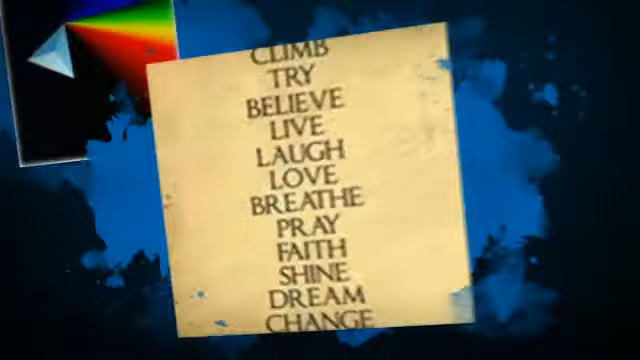 CLIMB
TRY
BELIEVE
LIVE
LAUGH
LOVE
BREATHE
PRAY
FAITH
SHINE
DREAM
CHANGE